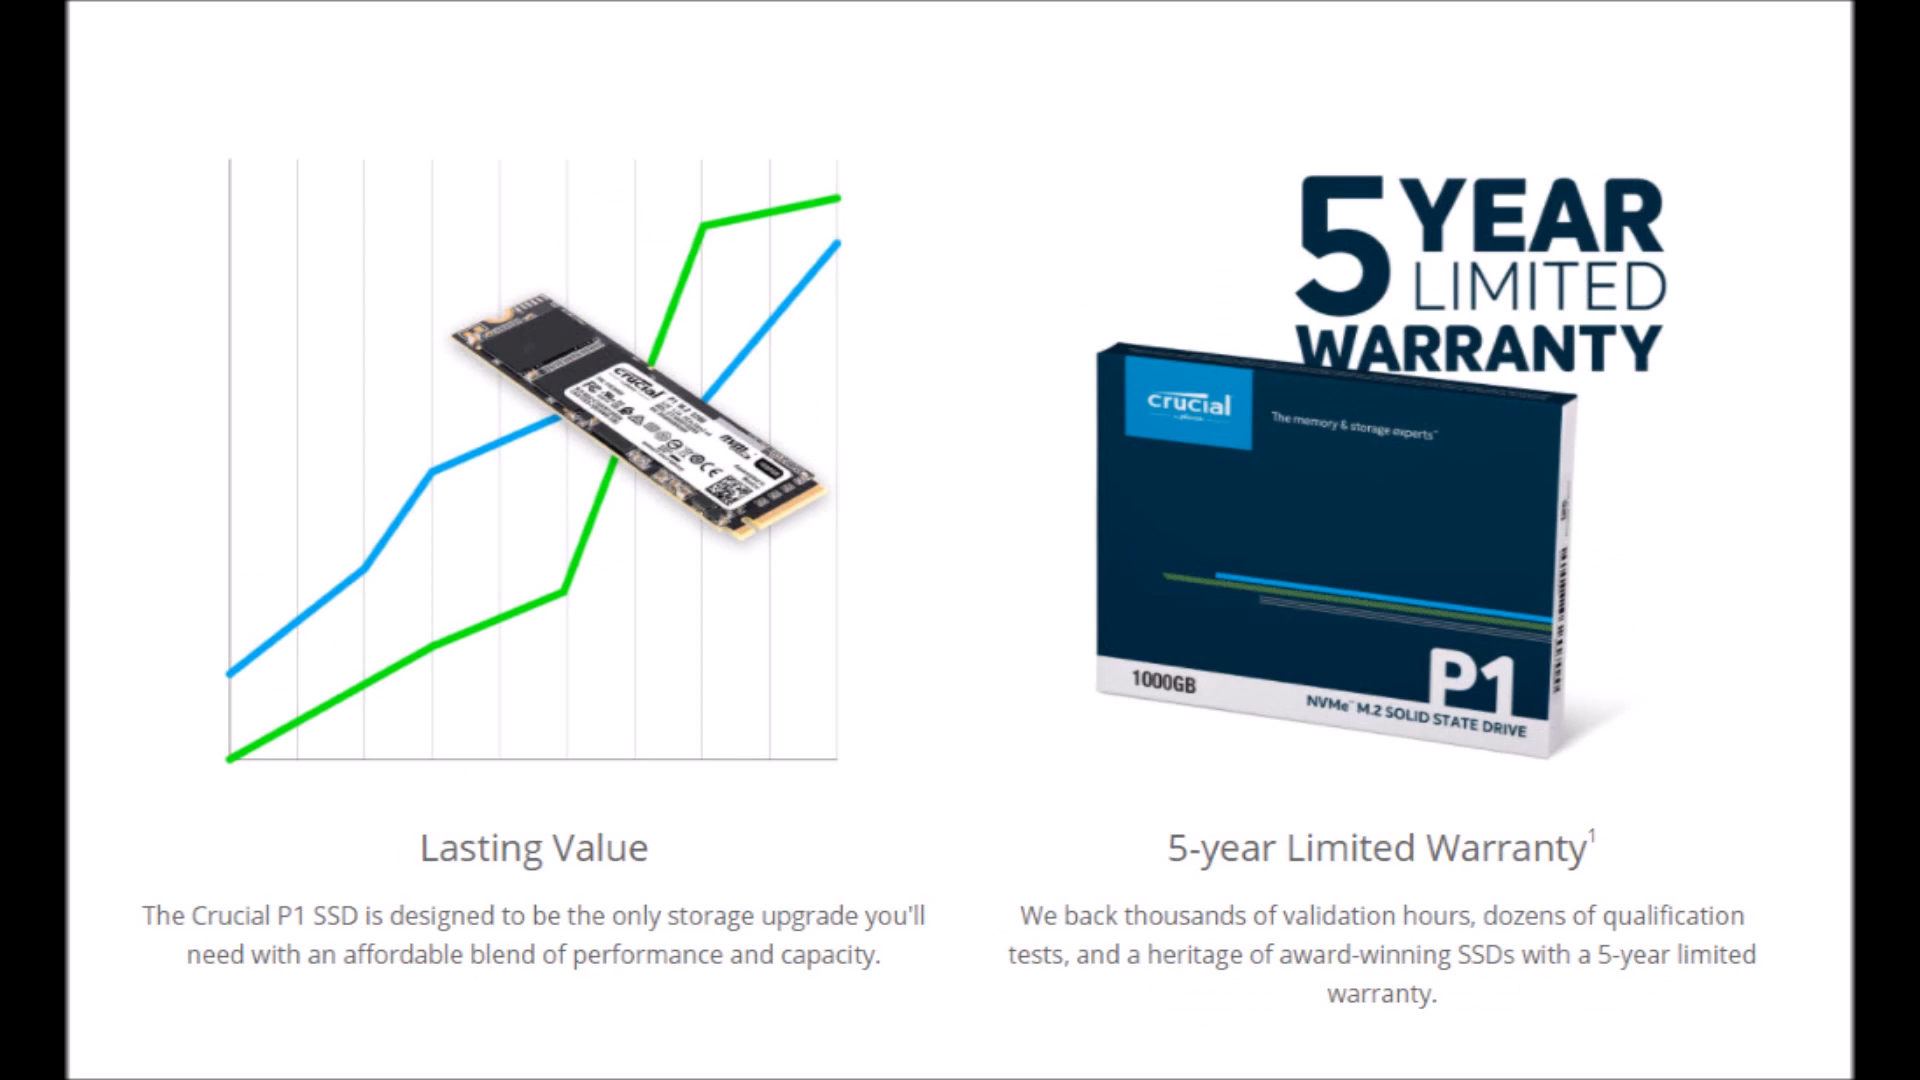 5 YEAR
LIMITED
WARRANTY
crucial
The memory & storage experts™
crucial
P1
1000GB
NVMe™ M.2 SOLID STATE DRIVE
Lasting Value
The Crucial P1 SSD is designed to be the only storage upgrade you'll
need with an affordable blend of performance and capacity.
5-year Limited Warranty¹
We back thousands of validation hours, dozens of qualification
tests, and a heritage of award-winning SSDs with a 5-year limited
warranty.